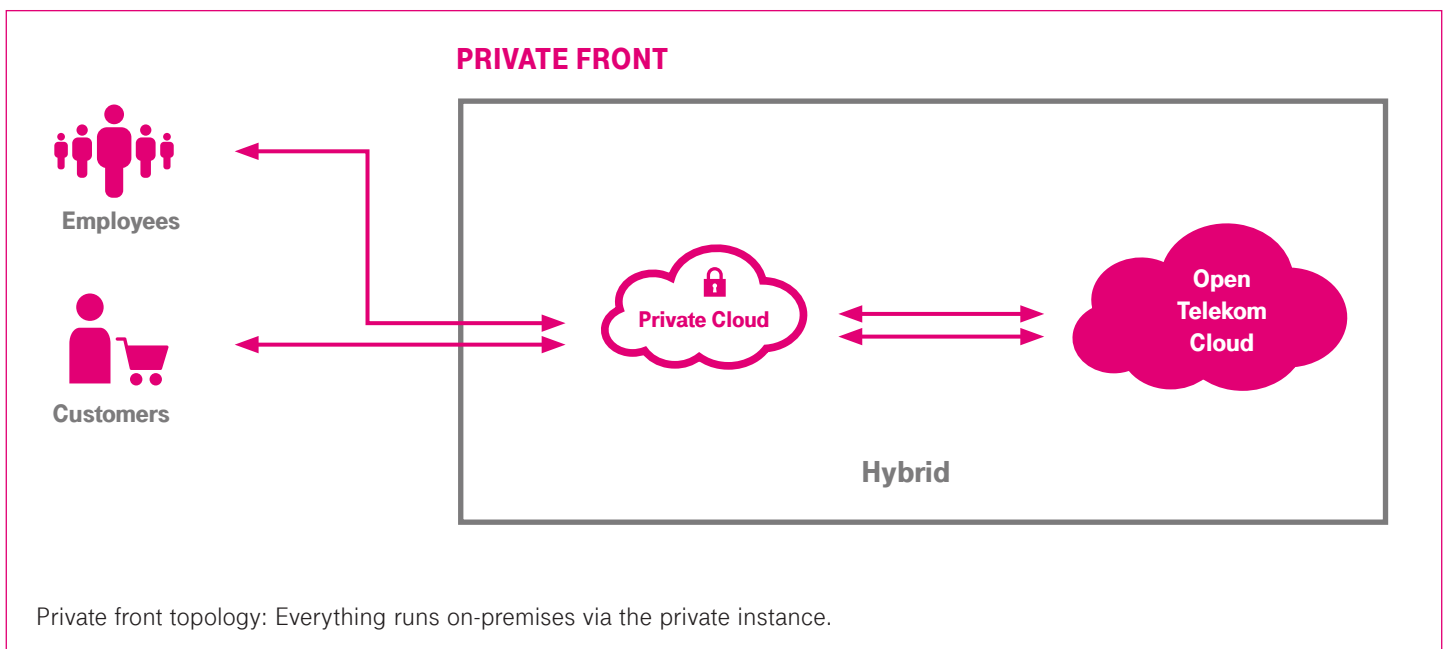 PRIVATE FRONT
Employees
Customers
Private Cloud
Open
Telekom
Cloud
Hybrid
Private front topology: Everything runs on-premises via the private instance.